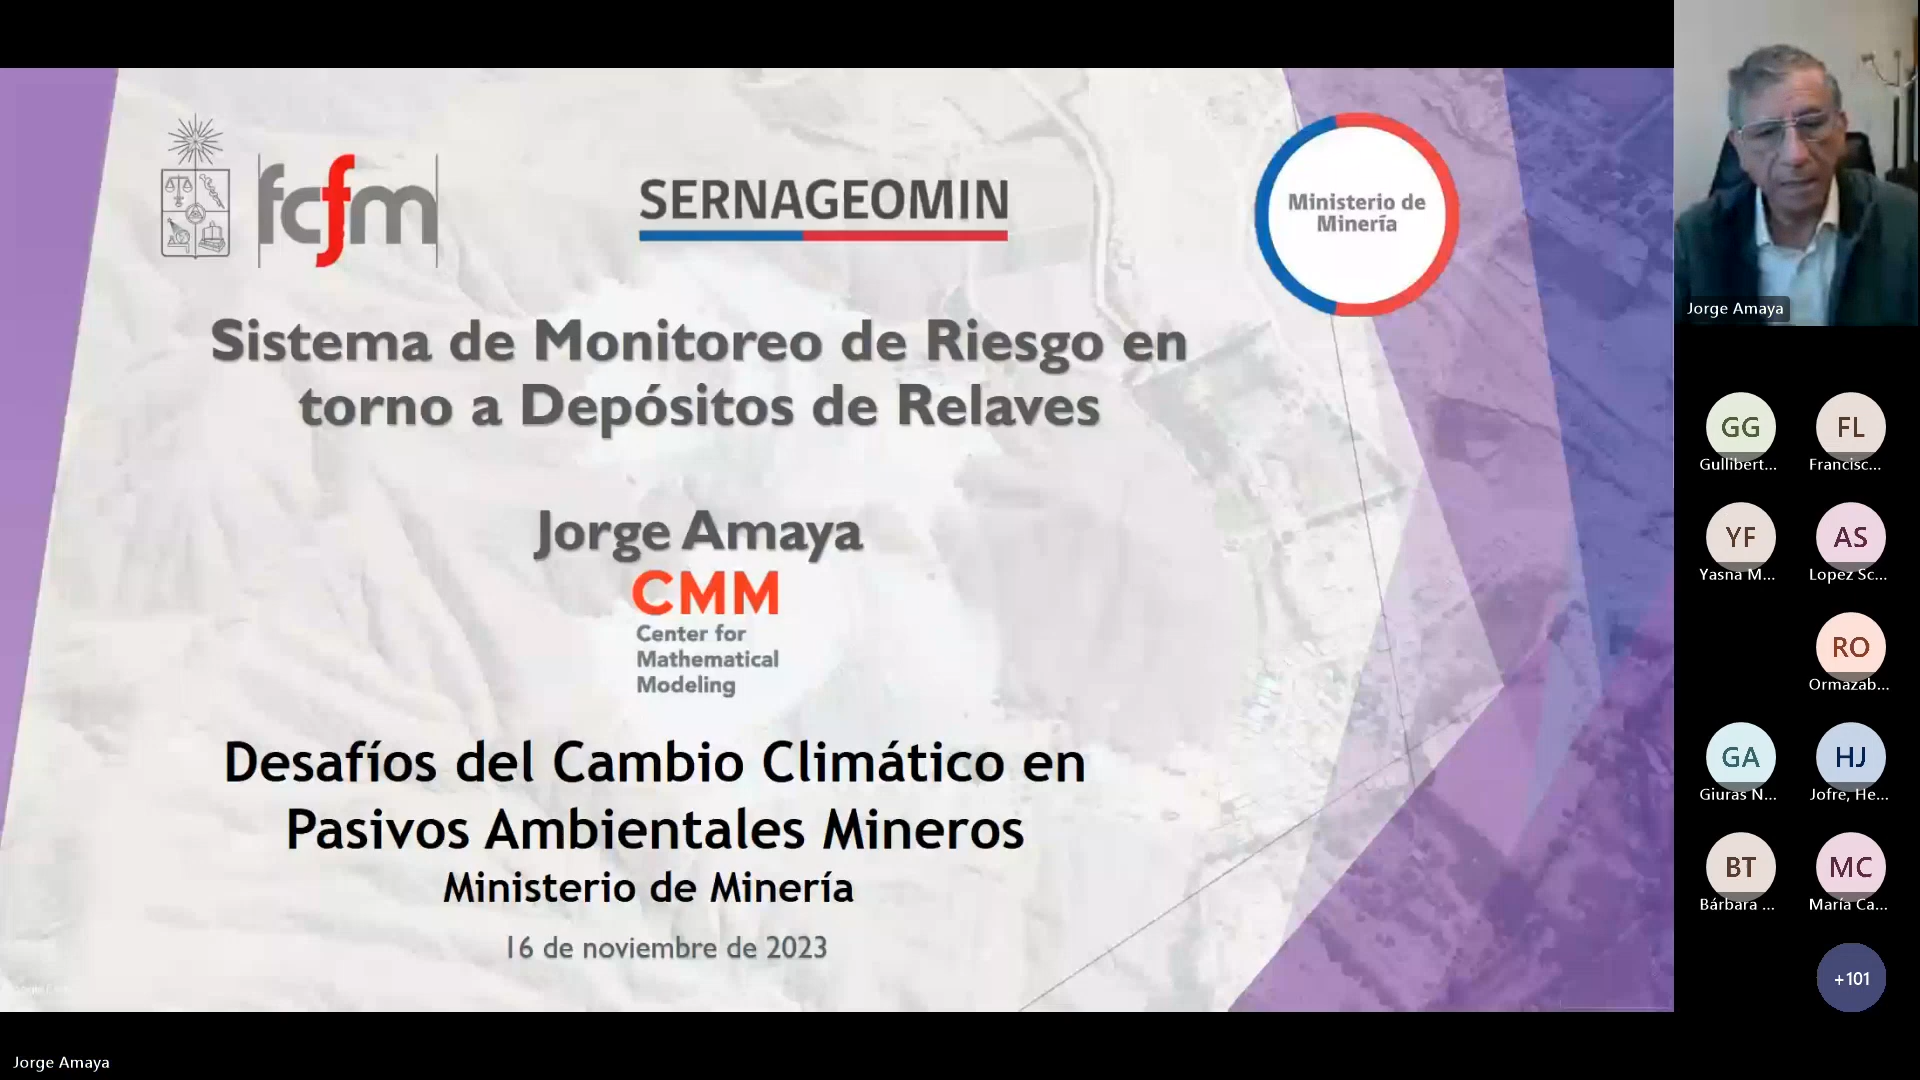 fcfm
SERNAGEOMIN
Ministerio de
Minería
Sistema de Monitoreo de Riesgo en
torno a Depósitos de Relaves
Jorge Amaya
CMM
Center for
Mathematical
Modeling
Desafíos del Cambio Climático en
Pasivos Ambientales Mineros
Ministerio de Minería
16 de noviembre de 2023
Jorge Amaya
GG
Gullibert...
FL
Francisc...
YF
Yasna M...
AS
Lopez Sc...
RO
Ormazab...
GA
Giuras N...
HJ
Jofre, He...
BT
Bárbara ...
MC
María Ca...
+101
Jorge Amaya